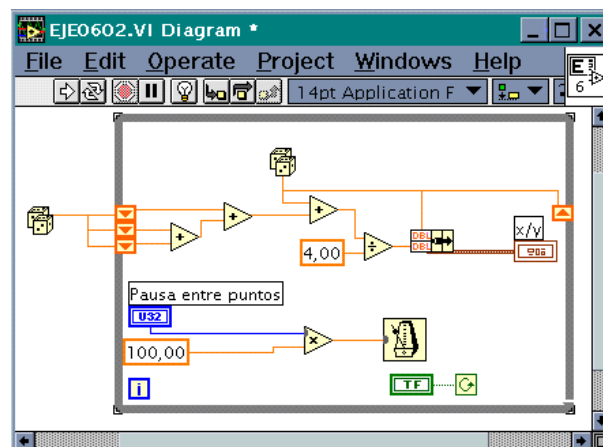 EJE0602.VI Diagram *
File Edit Operate Project Windows Help
14pt Application F
E
6
4,00
DBL
DBL
x/y
Pausa entre puntos
U32
100,00
i
TF